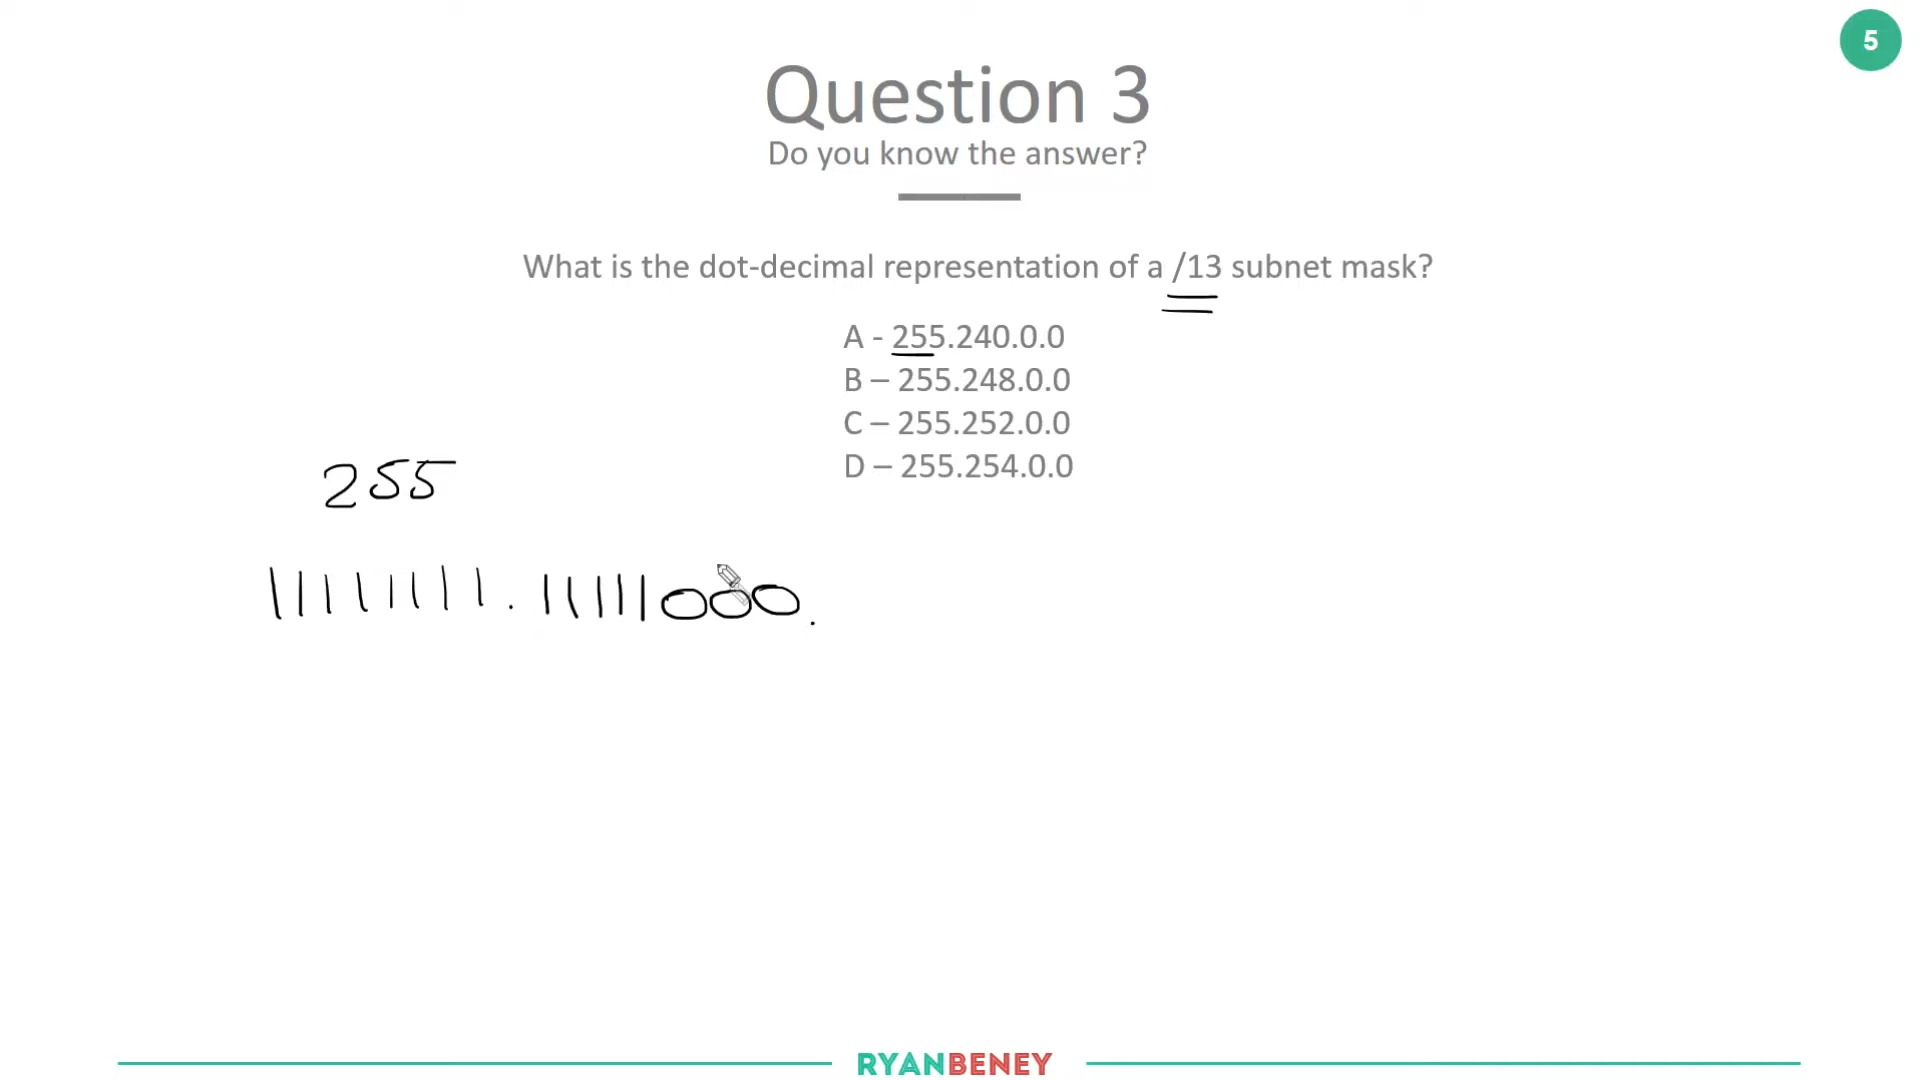 5
Question 3
Do you know the answer?
What is the dot-decimal representation of a /13 subnet mask?
A - 255.240.0.0
B – 255.248.0.0
C – 255.252.0.0
D – 255.254.0.0
255
11111111.11111000.
RYANBENEY